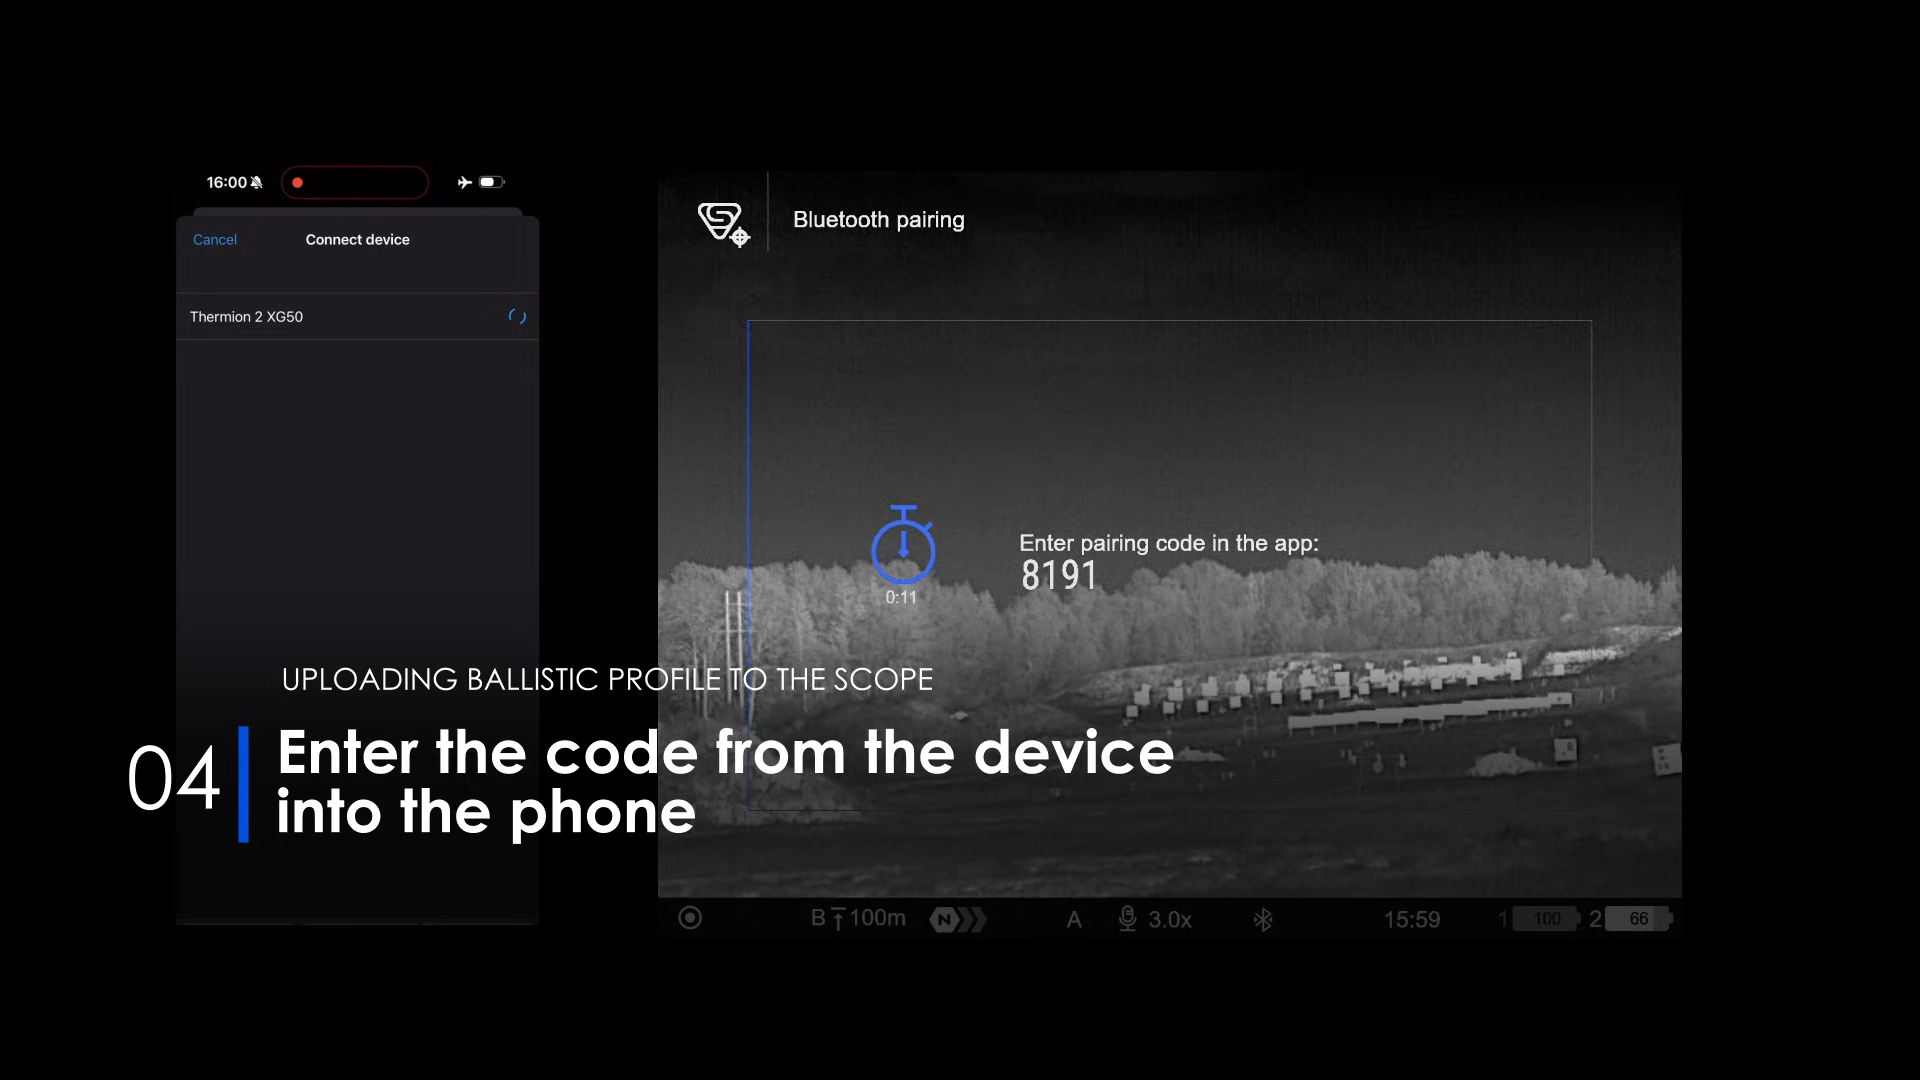 16:00
Cancel
Connect device
Thermion 2 XG50
Bluetooth pairing
Enter pairing code in the app:
8191
0:11
UPLOADING BALLISTIC PROFILE TO THE SCOPE
04
Enter the code from the device
into the phone
B 100m
N
A
3.0x
15:59
1 100
2 66